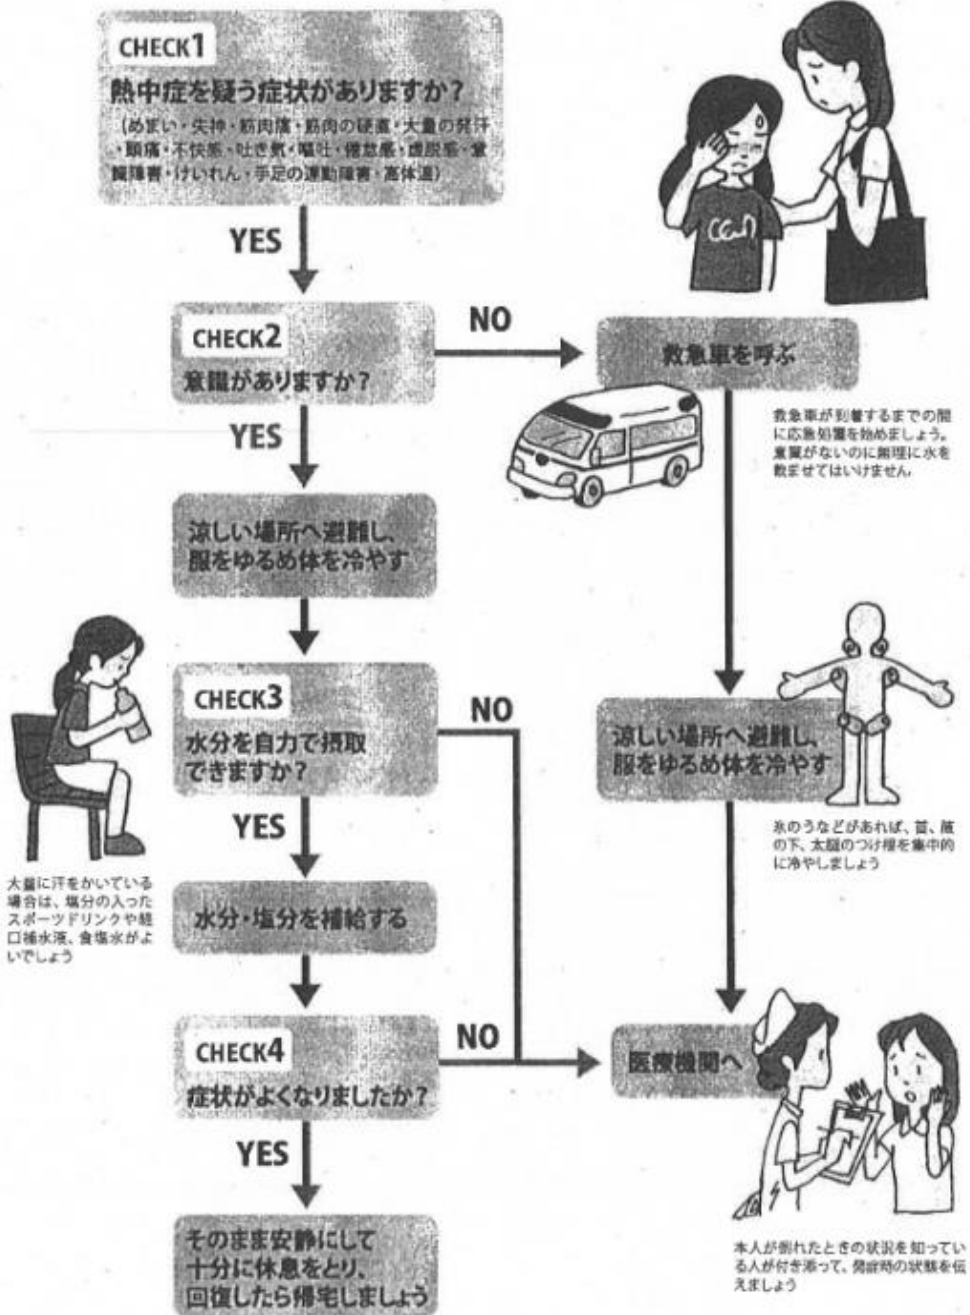 CHECK1
熱中症を疑う症状がありますか？
(めまい・失神・筋肉痛・筋肉の硬直・大量の発汗
・頭痛・不快感・吐き気・嘔吐・倦怠感・虚脱感・意
識障害・けいれん・手足の運動障害・高体温)
YES
CHECK2
意識がありますか？
NO
救急車を呼ぶ
救急車が到着するまでの間
に応急処置を始めましょう。
意識がないのに無理に水を
飲ませてはいけません
YES
涼しい場所へ避難し、
服をゆるめ体を冷やす
CHECK3
水分を自力で摂取
できますか？
NO
涼しい場所へ避難し、
服をゆるめ体を冷やす
氷のうなどがあれば、首、腋
の下、太腿のつけ根を集中的
に冷やしましょう
YES
大量に汗をかいている
場合は、塩分の入った
スポーツドリンクや経
口補水液、食塩水がよ
いでしょう
水分・塩分を補給する
CHECK4
症状がよくなりましたか？
NO
医療機関へ
YES
本人が倒れたときの状況を知ってい
る人が付き添って、発症時の状態を伝
えましょう
そのまま安静にして
十分に休息をとり、
回復したら帰宅しましょう